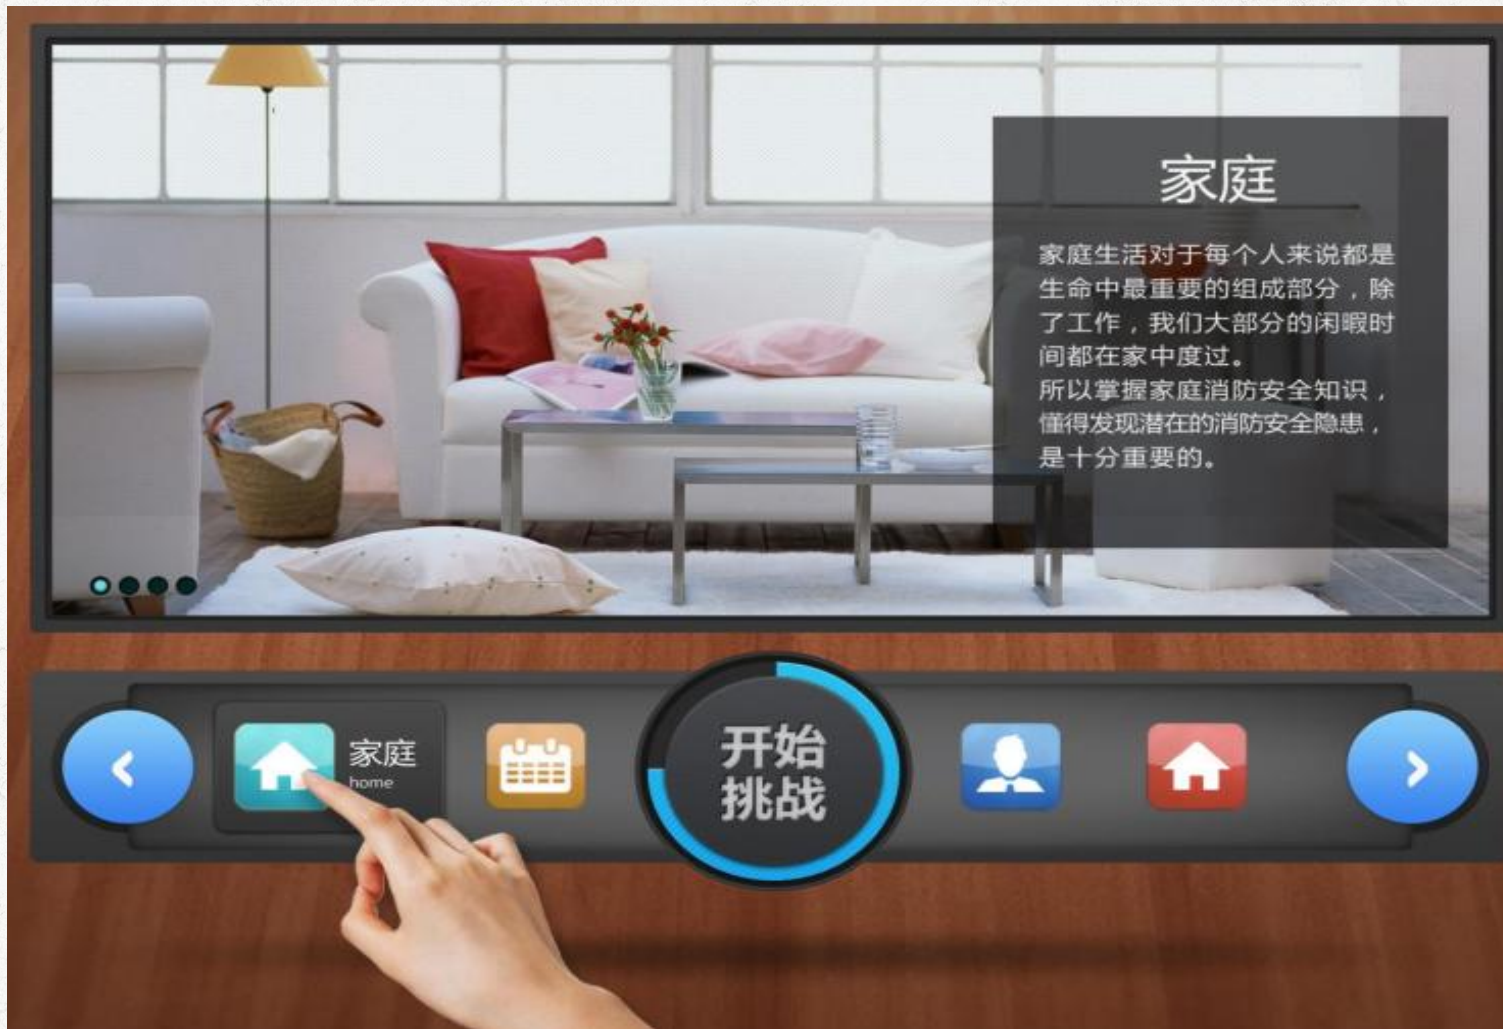 家庭
家庭生活对于每个人来说都是
生命中最重要的组成部分，除
了工作，我们大部分的闲暇时
间都在家中度过。
所以掌握家庭消防安全知识，
懂得发现潜在的消防安全隐患，
是十分重要的。
家庭
home
开始
挑战